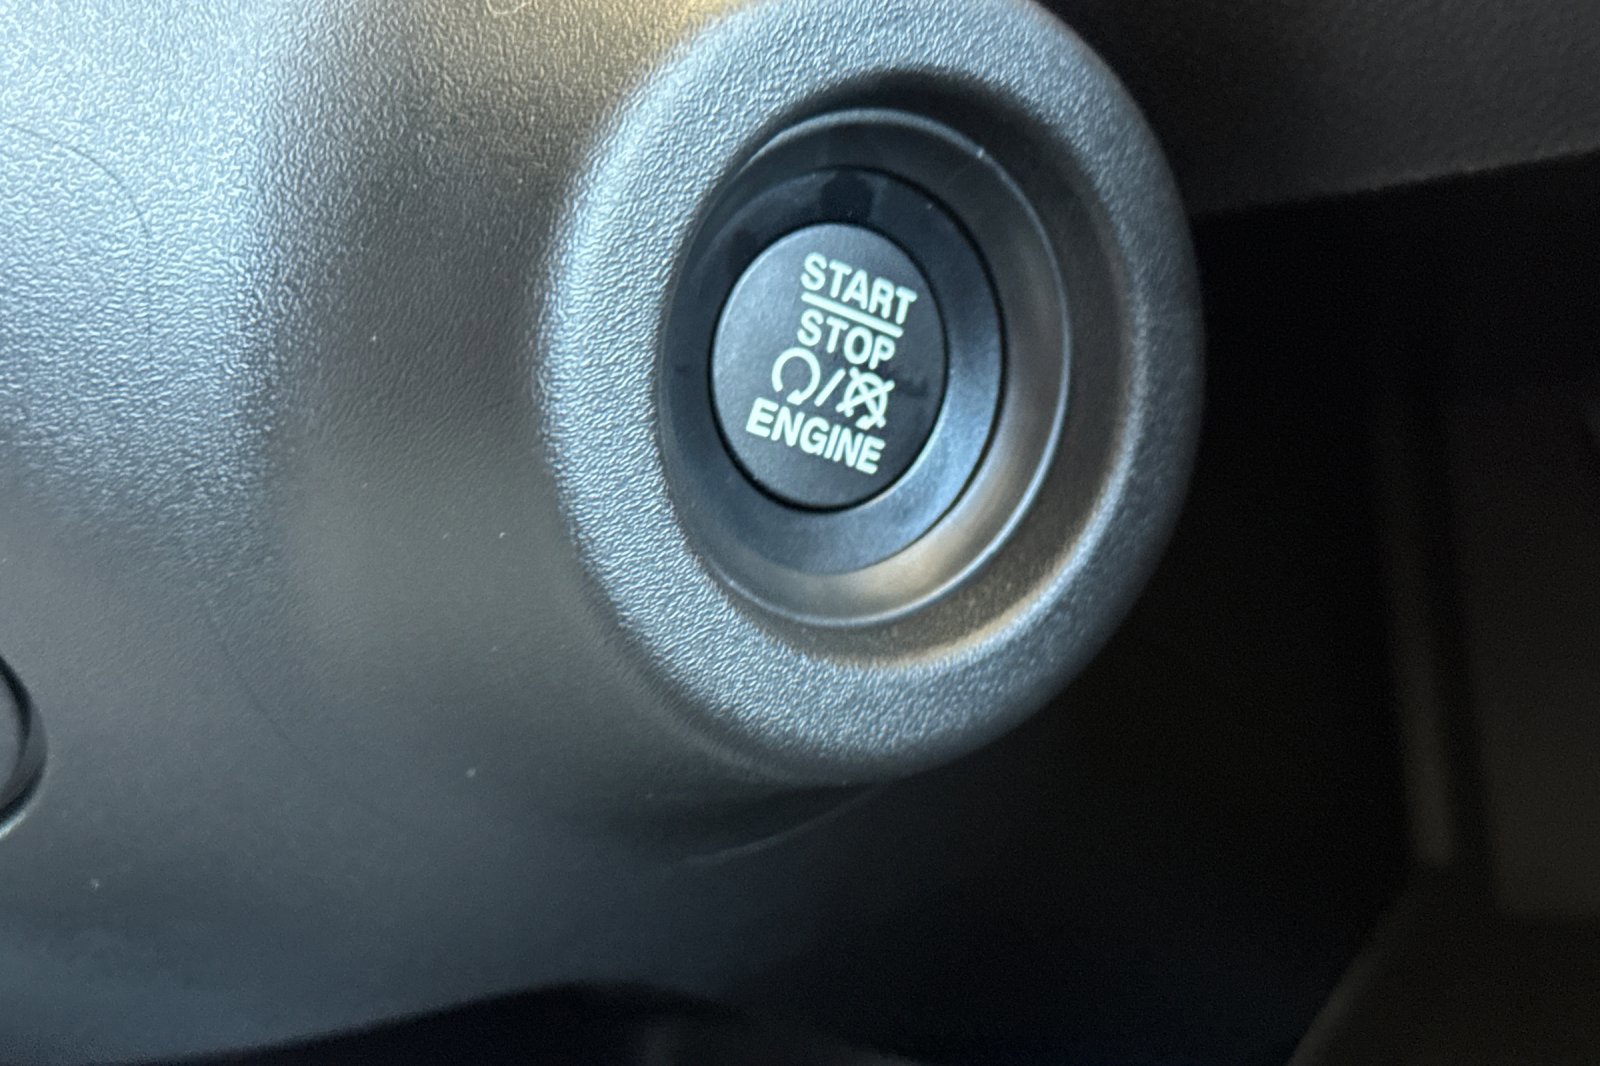 START
STOP
/
ENGINE